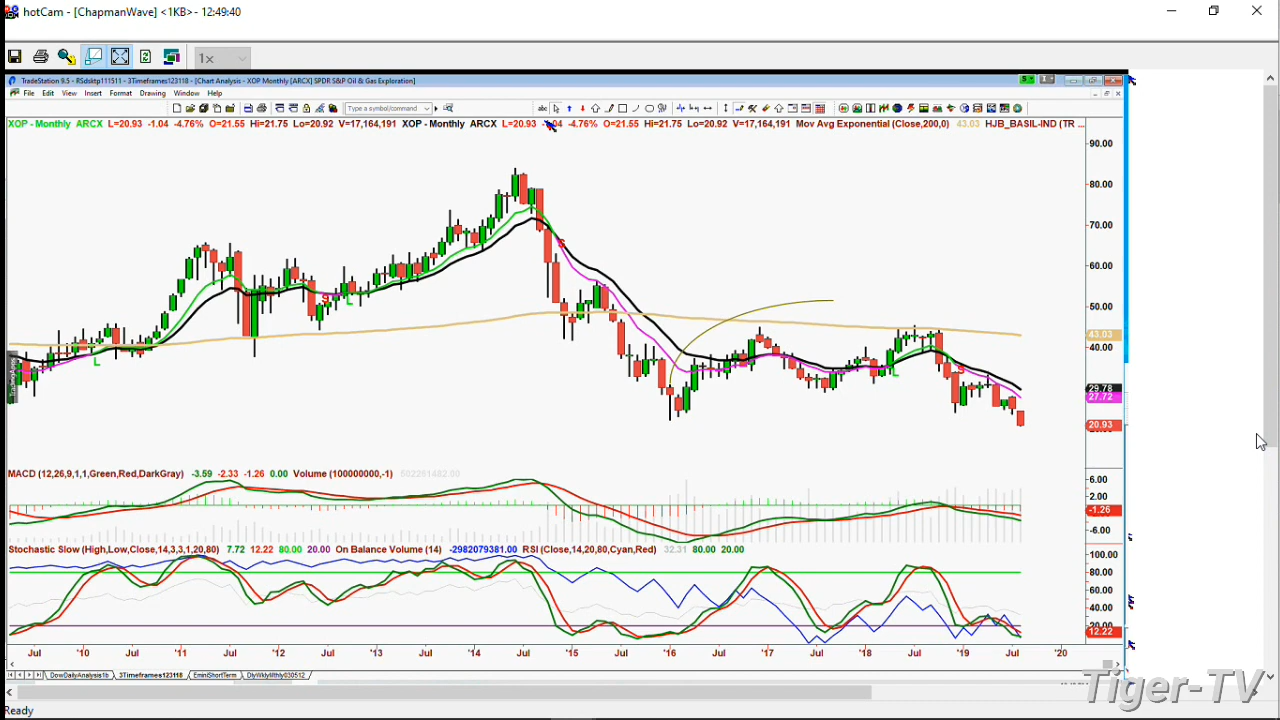 hotCam - [ChapmanWave] <1KB> - 12:49:40
1x
TradeStation 9.5 - RSdsktp111511 - 3Timeframes123118 - [Chart Analysis - XOP Monthly [ARCX] SPDR S&P Oil & Gas Exploration]
File Edit View Insert Format Drawing Window Help
Type a symbol/command
abc
XOP - Monthly ARCX L=20.93 -1.04 -4.76% O=21.55 Hi=21.75 Lo=20.92 V=17,164,191 XOP - Monthly ARCX L=20.93 -1.04 -4.76% O=21.55 Hi=21.75 Lo=20.92 V=17,164,191 Mov Avg Exponential (Close,200,0) 43.03 HJB_BASIL-IND (TR ...
90.00
80.00
70.00
60.00
50.00
43.03
40.00
29.78
27.72
20.93
S
S
S
L
L
L
TradingApps
MACD (12,26,9,1,1,Green,Red,DarkGray) -3.59 -2.33 -1.26 0.00 Volume (100000000,-1) 502291482.00
6.00
2.00
-1.26
-6.00
Stochastic Slow (High,Low,Close,14,3,3,1,20,80) 7.72 12.22 80.00 20.00 On Balance Volume (14) -2982079381.00 RSI (Close,14,20,80,Cyan,Red) 32.31 80.00 20.00
100.00
80.00
60.00
40.00
20.00
12.22
Jul '10 Jul '11 Jul '12 Jul '13 Jul '14 Jul '15 Jul '16 Jul '17 Jul '18 Jul '19 Jul '20
DowDailyAnalysis1b 3Timeframes123118 EminiShortTerm DlyWklyMthly030512
Tiger-TV
Ready